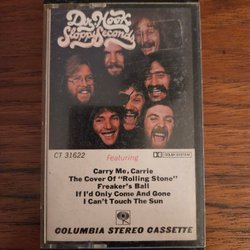 Dr. Hook
Sloppy Seconds
CT 31622
DOLBY SYSTEM
Featuring
Carry Me, Carrie
The Cover Of "Rolling Stone"
Freaker's Ball
If I'd Only Come And Gone
I Can't Touch The Sun
COLUMBIA STEREO CASSETTE